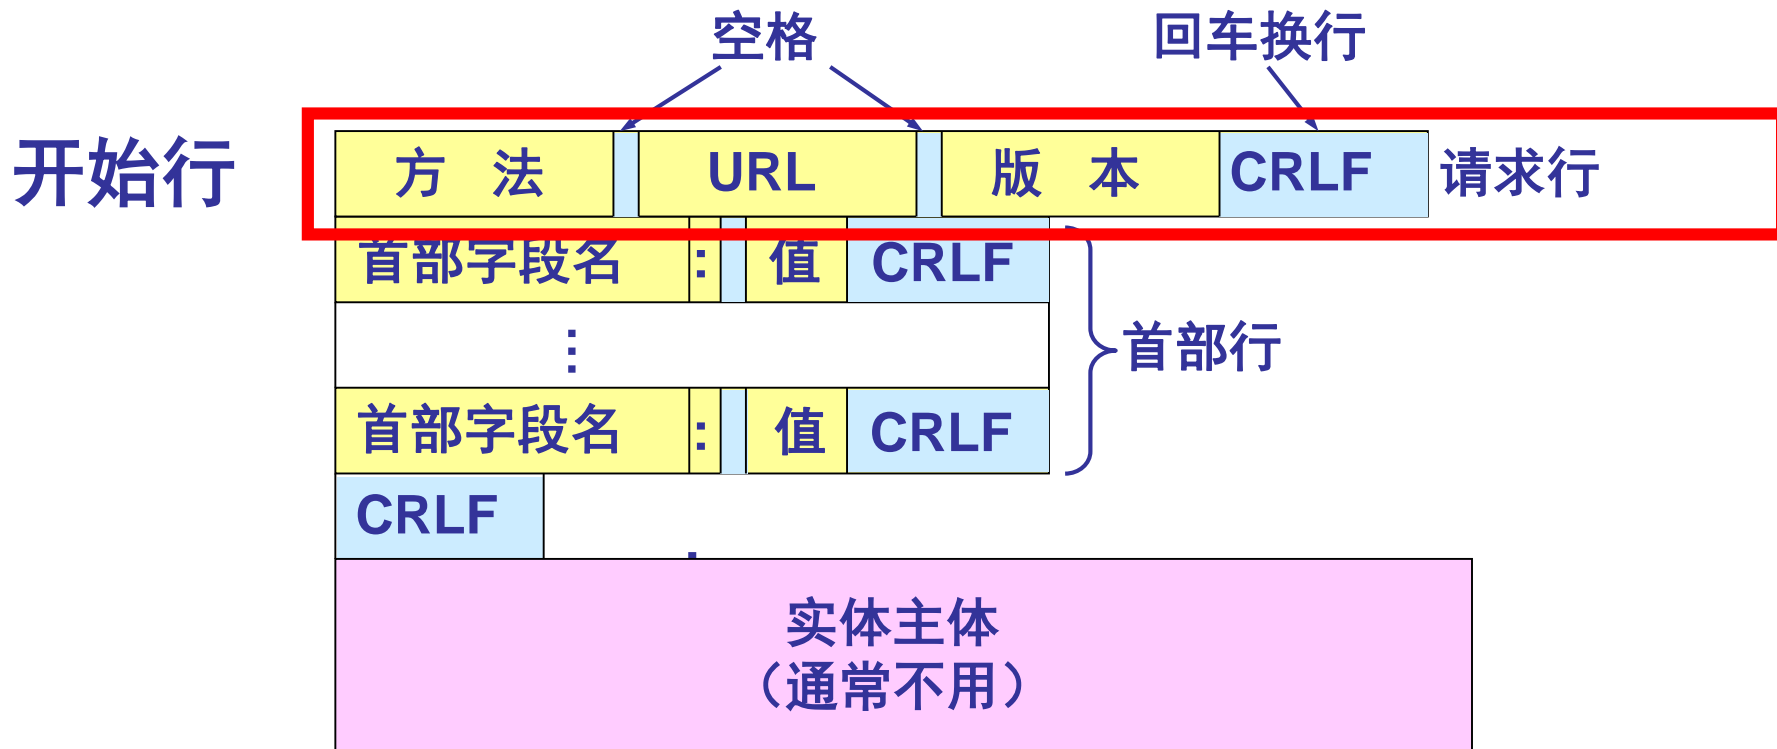 空格 回车换行
开始行 方 法 URL 版 本 CRLF 请求行
首部字段名 : 值 CRLF
⋮ 首部行
首部字段名 : 值 CRLF
CRLF
实体主体
（通常不用）